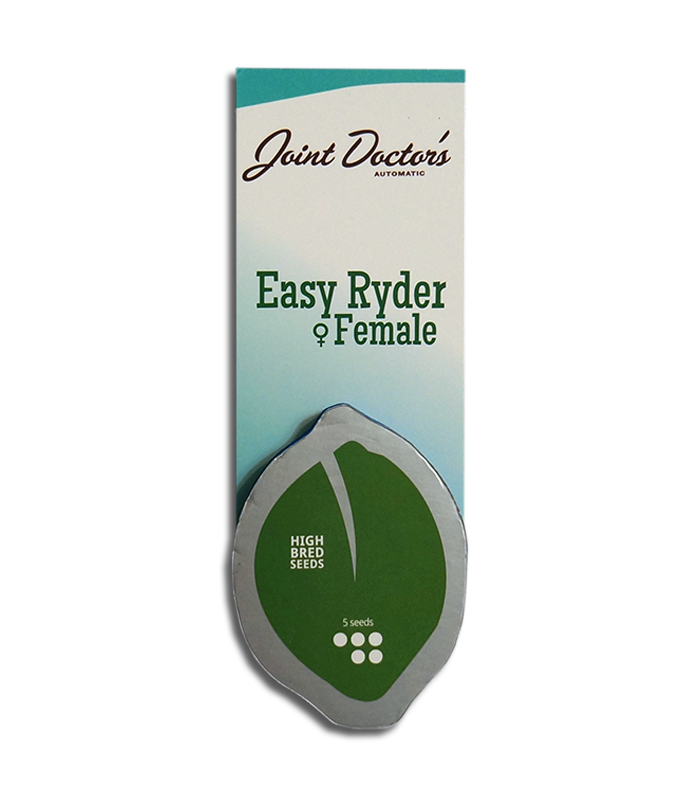 Joint Doctor's
AUTOMATIC
Easy Ryder
♀Female
HIGH
BRED
SEEDS
5 seeds